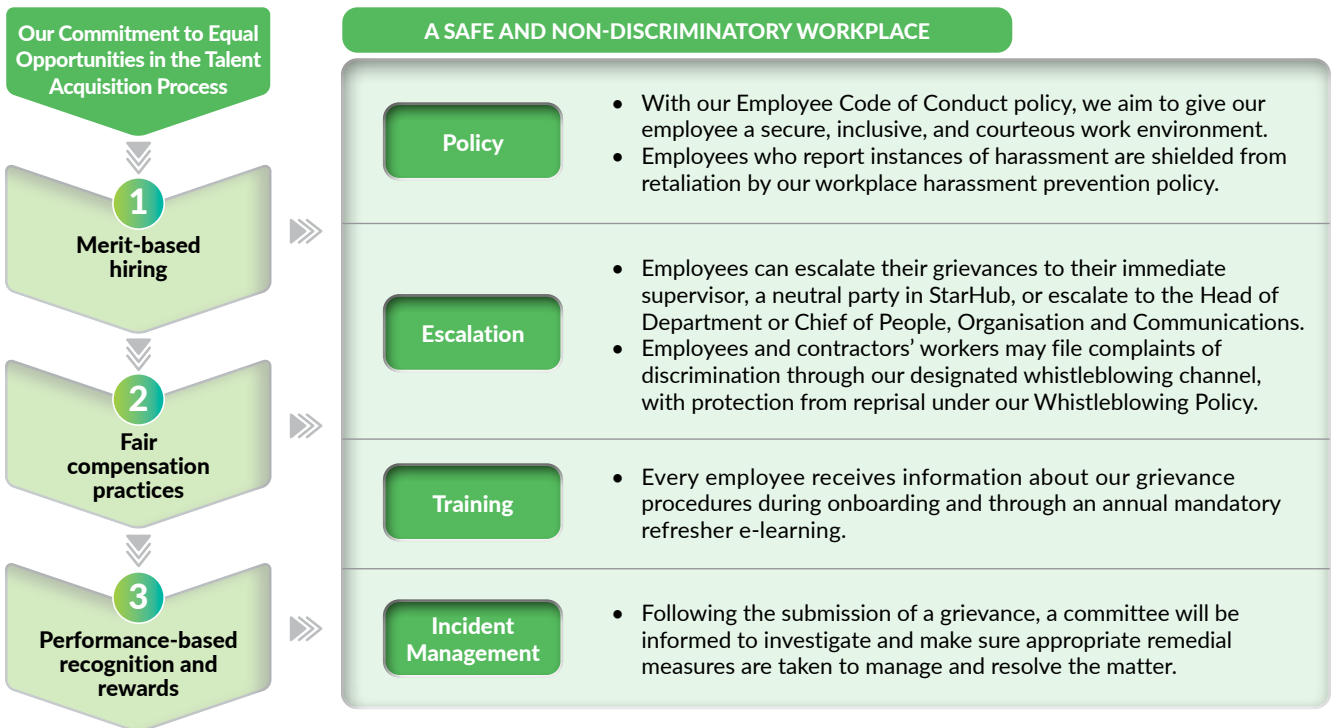 Our Commitment to Equal
Opportunities in the Talent
Acquisition Process
1
Merit-based
hiring
2
Fair
compensation
practices
3
Performance-based
recognition and
rewards
A SAFE AND NON-DISCRIMINATORY WORKPLACE
Policy
• With our Employee Code of Conduct policy, we aim to give our
employee a secure, inclusive, and courteous work environment.
• Employees who report instances of harassment are shielded from
retaliation by our workplace harassment prevention policy.
Escalation
• Employees can escalate their grievances to their immediate
supervisor, a neutral party in StarHub, or escalate to the Head of
Department or Chief of People, Organisation and Communications.
• Employees and contractors’ workers may file complaints of
discrimination through our designated whistleblowing channel,
with protection from reprisal under our Whistleblowing Policy.
Training
• Every employee receives information about our grievance
procedures during onboarding and through an annual mandatory
refresher e-learning.
Incident
Management
• Following the submission of a grievance, a committee will be
informed to investigate and make sure appropriate remedial
measures are taken to manage and resolve the matter.